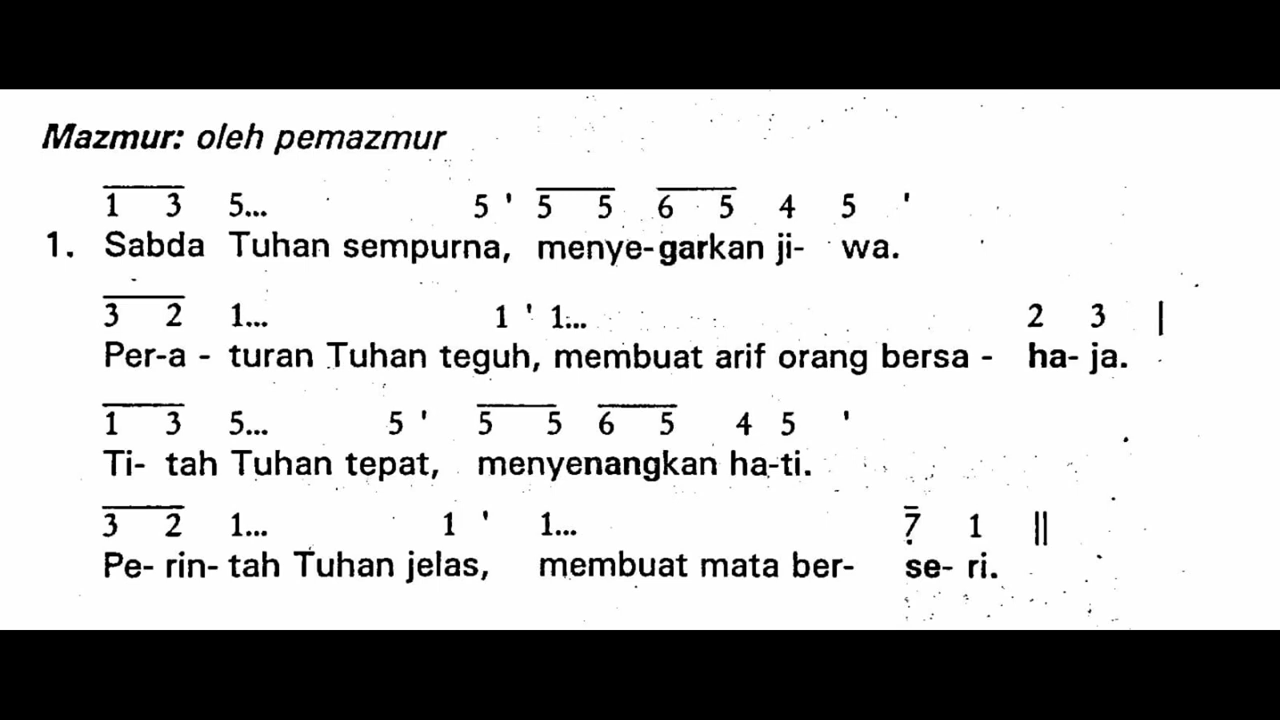 Mazmur: oleh pemazmur
1 3 5... 5 ' 5 5 6 5 4 5 '
1. Sabda Tuhan sempurna, menye-garkan ji- wa.
3 2 1... 1 ' 1... 2 3 |
Per-a - turan Tuhan teguh, membuat arif orang bersa - ha- ja.
1 3 5... 5 ' 5 5 6 5 4 5 '
Ti- tah Tuhan tepat, menyenangkan ha-ti.
3 2 1... 1 ' 1... 7̣ 1 ||
Pe- rin- tah Tuhan jelas, membuat mata ber- se- ri.